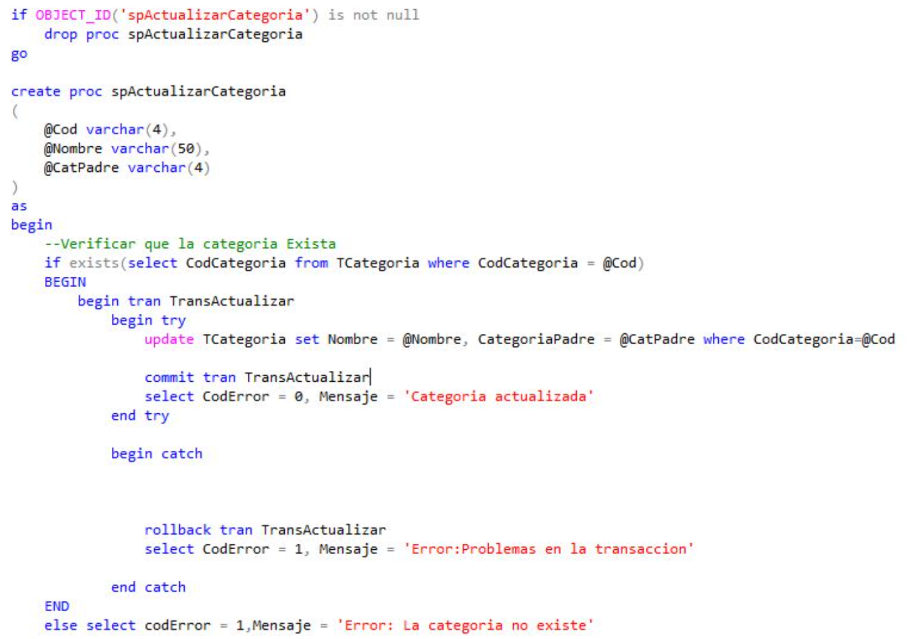 if OBJECT_ID('spActualizarCategoria') is not null
drop proc spActualizarCategoria
go
create proc spActualizarCategoria
(
@Cod varchar(4),
@Nombre varchar(50),
@CatPadre varchar(4)
)
as
begin
--Verificar que la categoria Exista
if exists(select CodCategoria from TCategoria where CodCategoria = @Cod)
BEGIN
begin tran TransActualizar
begin try
update TCategoria set Nombre = @Nombre, CategoriaPadre = @CatPadre where CodCategoria=@Cod
commit tran TransActualizar
select CodError = 0, Mensaje = 'Categoria actualizada'
end try
begin catch
rollback tran TransActualizar
select CodError = 1, Mensaje = 'Error:Problemas en la transaccion'
end catch
END
else select codError = 1,Mensaje = 'Error: La categoria no existe'